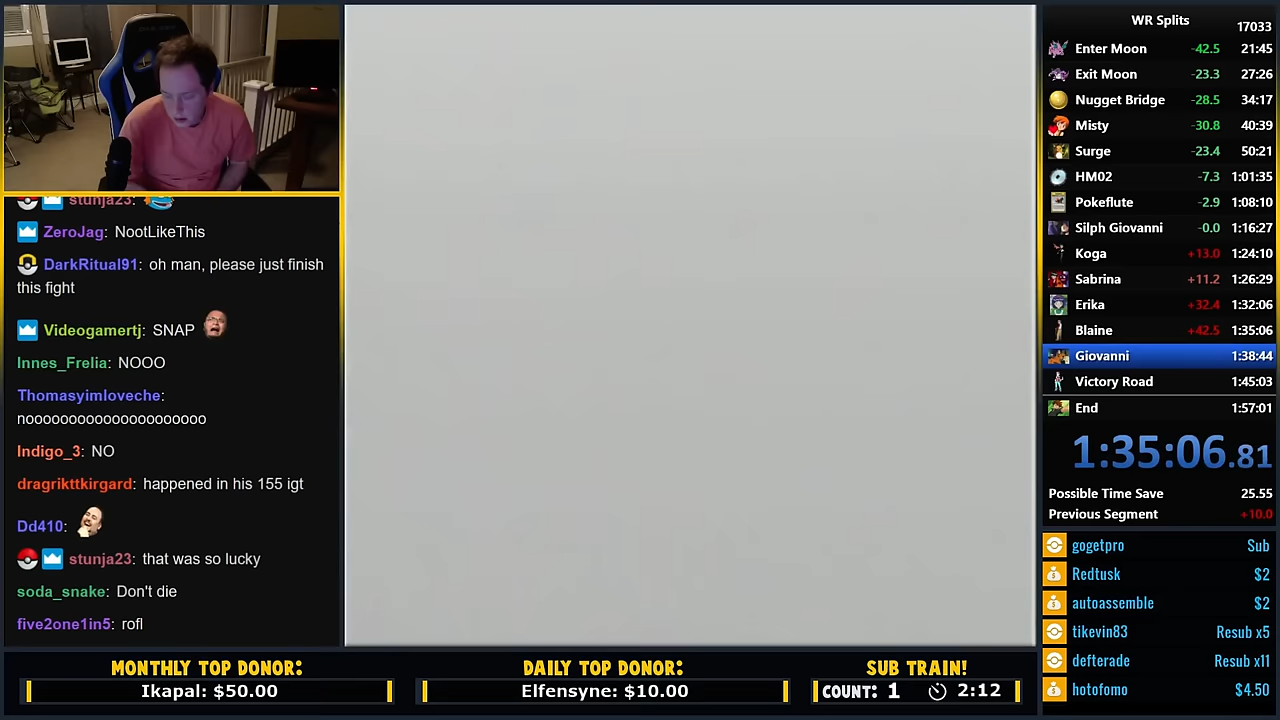 stunja23:
ZeroJag: NootLikeThis
DarkRitual91: oh man, please just finish
this fight
Videogamertj: SNAP
Innes_Frelia: NOOO
Thomasyimloveche:
nooooooooooooooooooooo
Indigo_3: NO
dragrikttkirgard: happened in his 155 igt
Dd410:
stunja23: that was so lucky
soda_snake: Don't die
five2one1in5: rofl
WR Splits
17033
Enter Moon -42.5 21:45
Exit Moon -23.3 27:26
Nugget Bridge -28.5 34:17
Misty -30.8 40:39
Surge -23.4 50:21
HM02 -7.3 1:01:35
Pokeflute -2.9 1:08:10
Silph Giovanni -0.0 1:16:27
Koga +13.0 1:24:10
Sabrina +11.2 1:26:29
Erika +32.4 1:32:06
Blaine +42.5 1:35:06
Giovanni 1:38:44
Victory Road 1:45:03
End 1:57:01
1:35:06.81
Possible Time Save 25.55
Previous Segment +10.0
gogetpro Sub
Redtusk $2
autoassemble $2
tikevin83 Resub x5
defterade Resub x11
hotofomo $4.50
MONTHLY TOP DONOR:
Ikapal: $50.00
DAILY TOP DONOR:
Elfensyne: $10.00
SUB TRAIN!
COUNT: 1 2:12